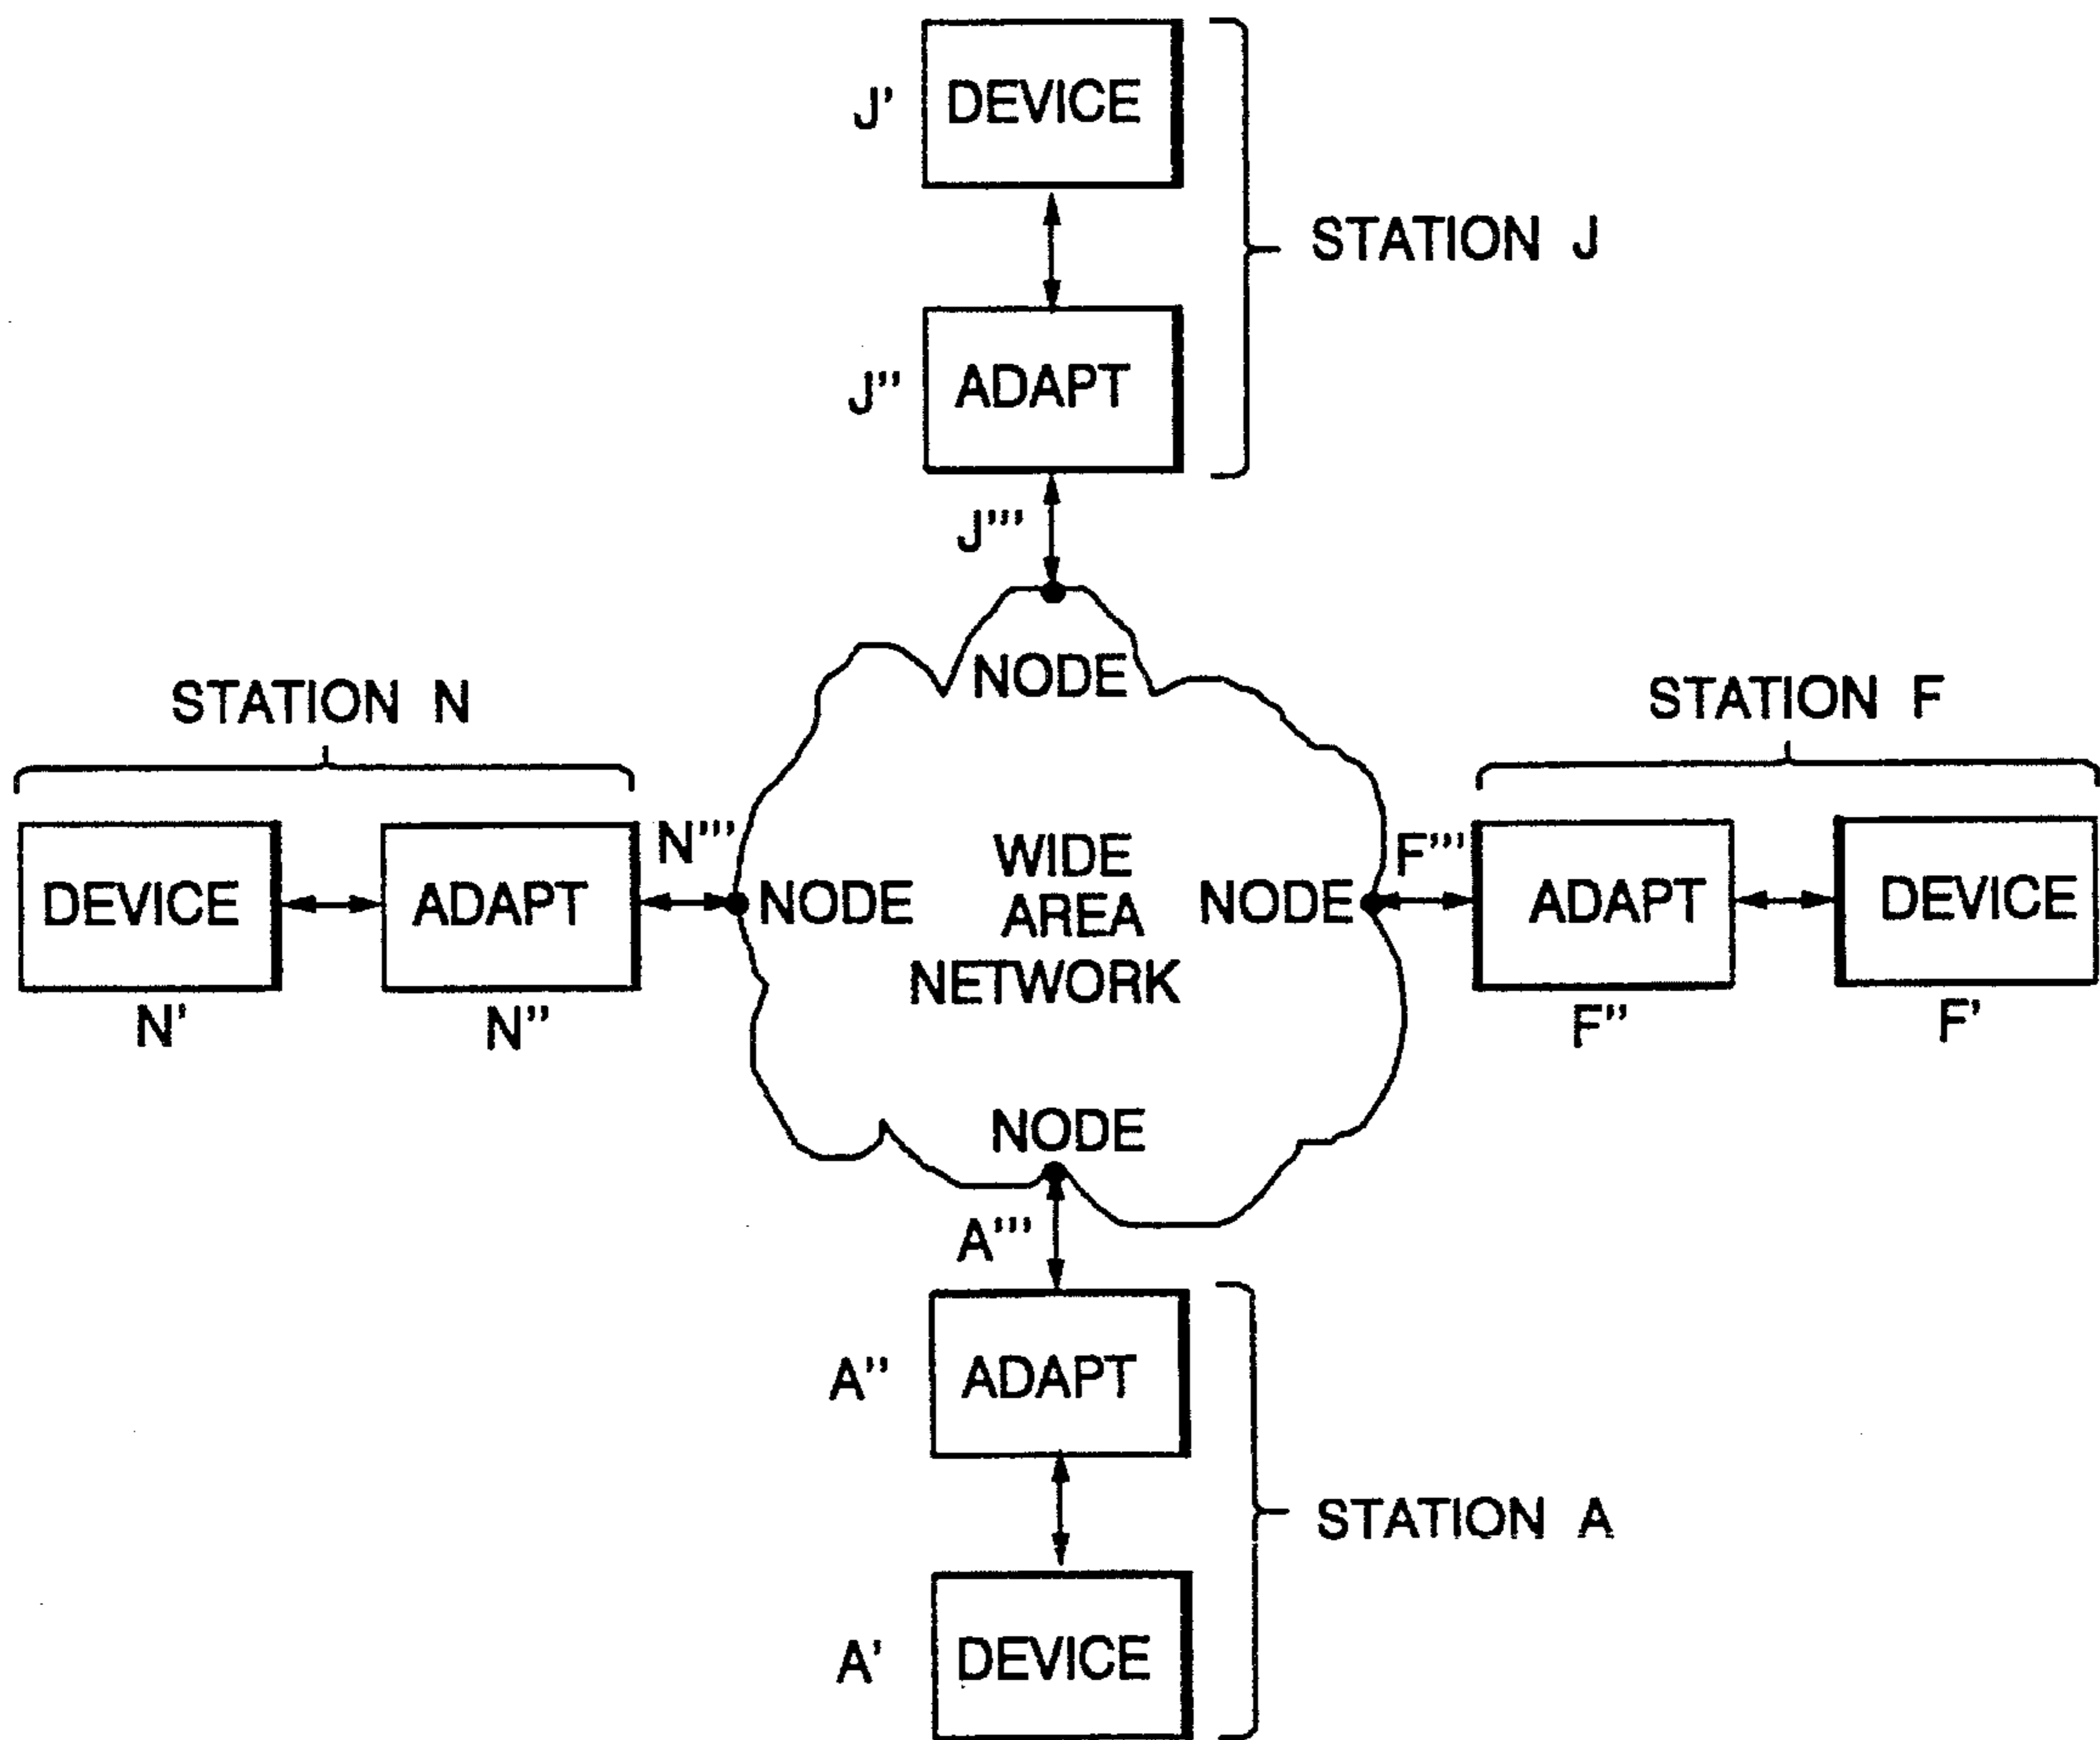 J'
DEVICE
STATION J
J''
ADAPT
J'''
NODE
STATION N
STATION F
N'''
F'''
DEVICE
ADAPT
NODE
WIDE
AREA
NETWORK
NODE
ADAPT
DEVICE
N'
N''
F''
F'
NODE
A'''
A''
ADAPT
STATION A
A'
DEVICE